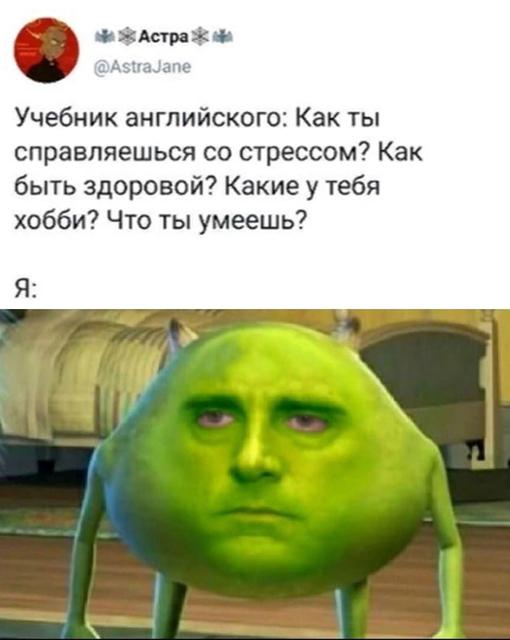 🕸🕷Астра🕷🕸
@AstraJane
Учебник английского: Как ты
справляешься со стрессом? Как
быть здоровой? Какие у тебя
хобби? Что ты умеешь?
Я: